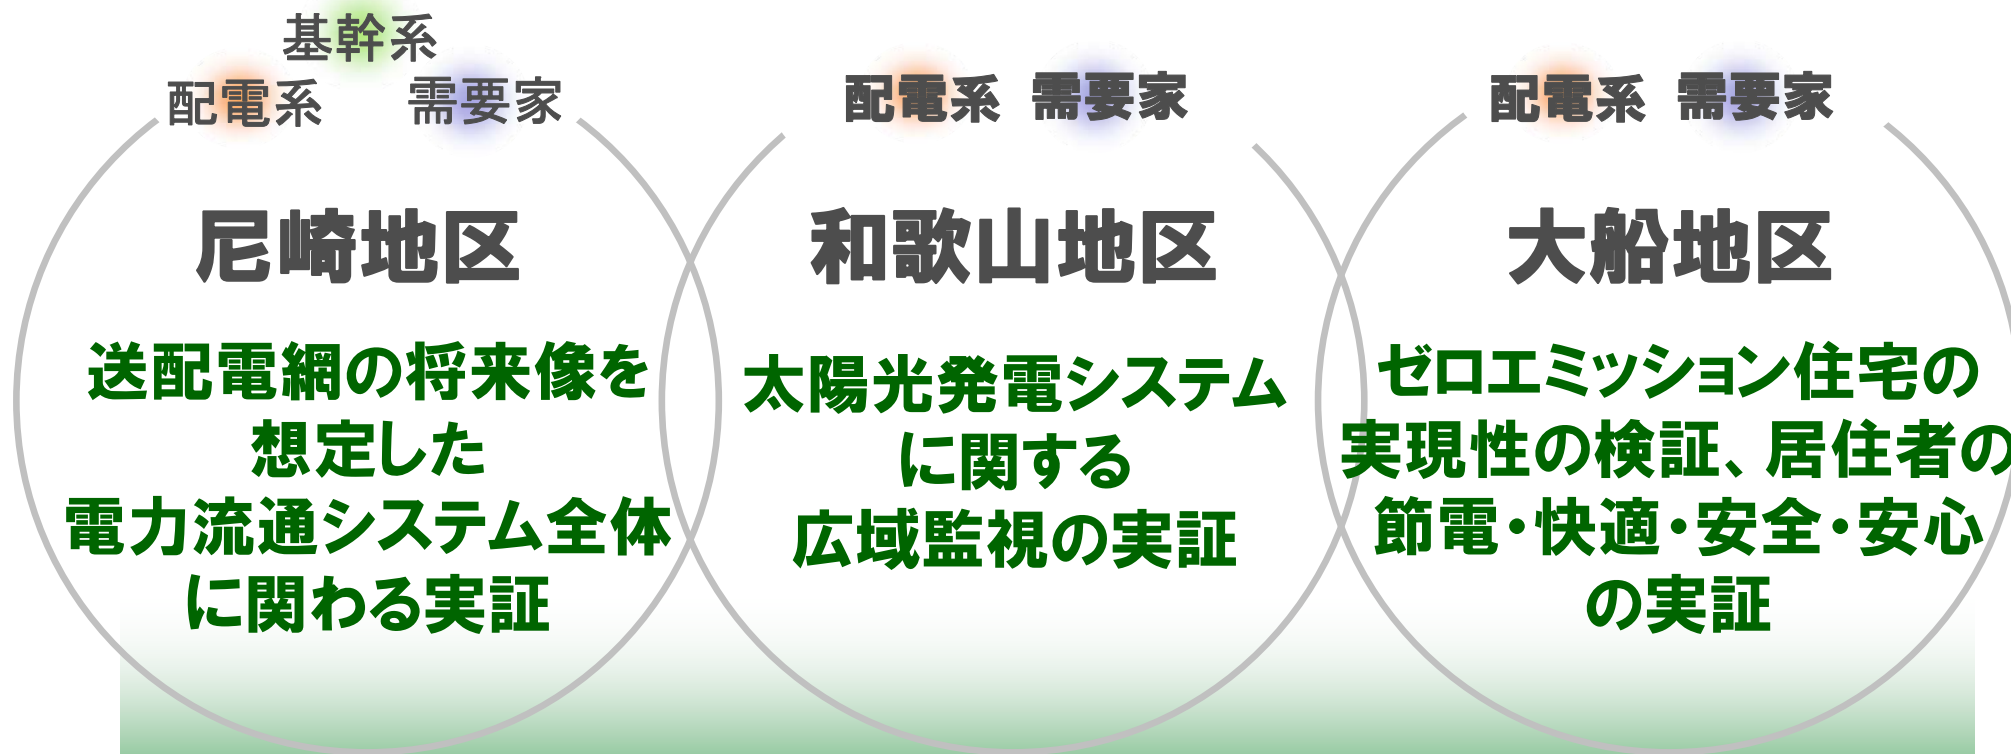 基幹系
配電系 需要家
尼崎地区
送配電網の将来像を
想定した
電力流通システム全体
に関わる実証
配電系 需要家
和歌山地区
太陽光発電システム
に関する
広域監視の実証
配電系 需要家
大船地区
ゼロエミッション住宅の
実現性の検証、居住者の
節電・快適・安全・安心
の実証